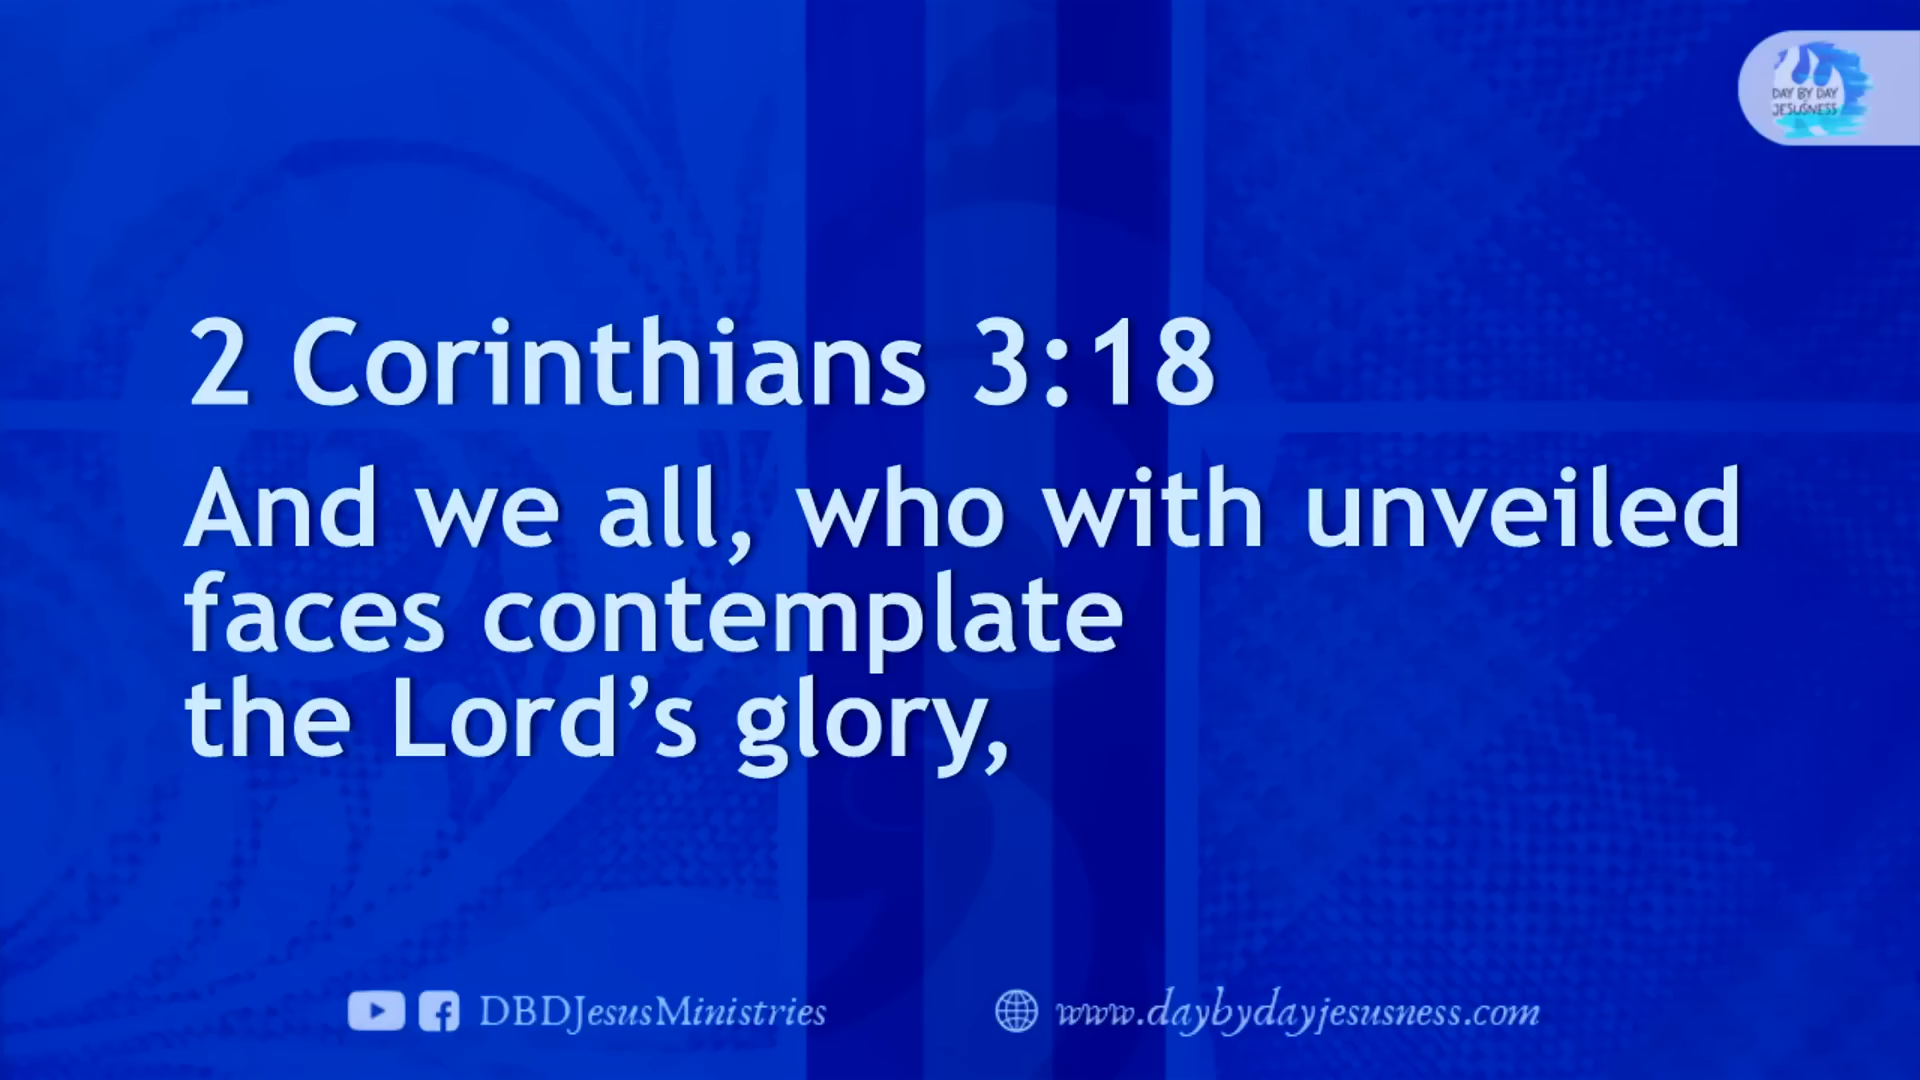 DAY BY DAY
JESUSNESS
2 Corinthians 3:18
And we all, who with unveiled
faces contemplate
the Lord’s glory,
DBDJesusMinistries
www.daybydayjesusness.com